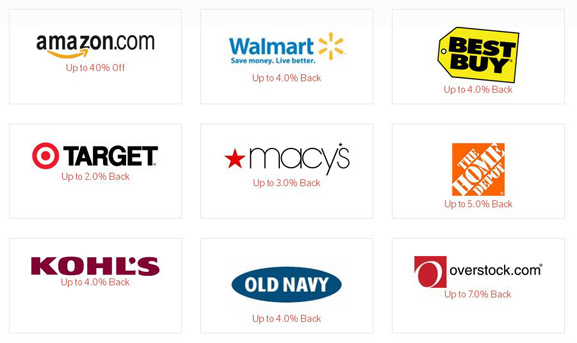 amazon.com
Up to 40% Off
Walmart
Save money. Live better.
Up to 4.0% Back
BEST
BUY
Up to 4.0% Back
TARGET
Up to 2.0% Back
macy's
Up to 3.0% Back
THE
HOME
DEPOT
Up to 5.0% Back
KOHL'S
Up to 4.0% Back
OLD NAVY
Up to 4.0% Back
overstock.com
Up to 7.0% Back